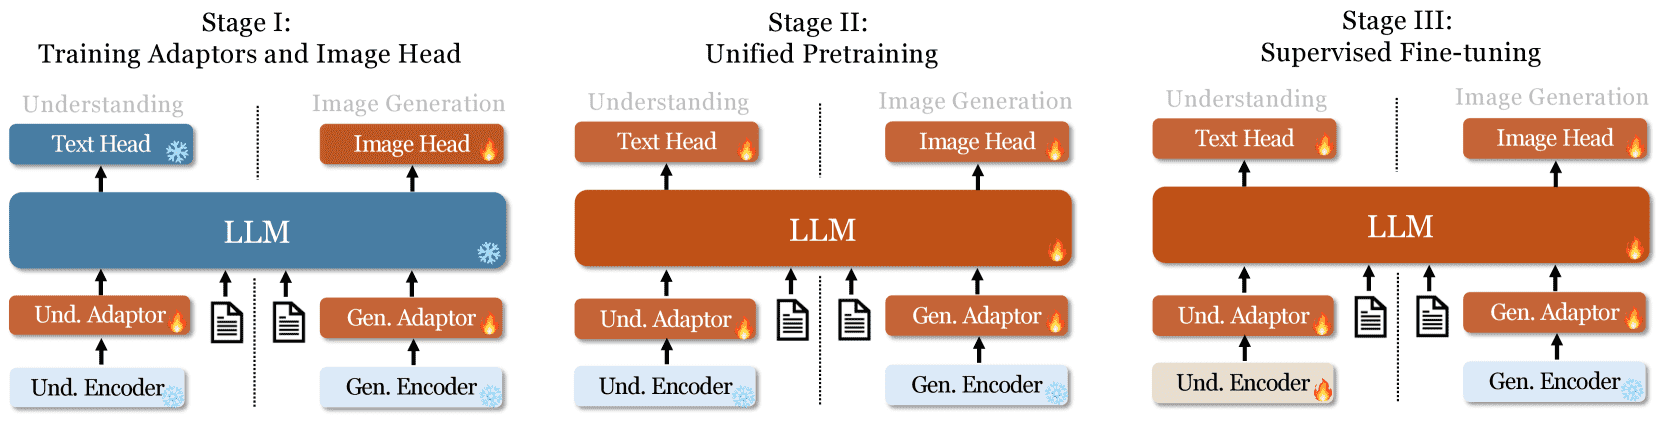 Stage I:
Training Adaptors and Image Head
Understanding
Image Generation
Text Head
Image Head
LLM
Und. Adaptor
Gen. Adaptor
Und. Encoder
Gen. Encoder
Stage II:
Unified Pretraining
Understanding
Image Generation
Text Head
Image Head
LLM
Und. Adaptor
Gen. Adaptor
Und. Encoder
Gen. Encoder
Stage III:
Supervised Fine-tuning
Understanding
Image Generation
Text Head
Image Head
LLM
Und. Adaptor
Gen. Adaptor
Und. Encoder
Gen. Encoder